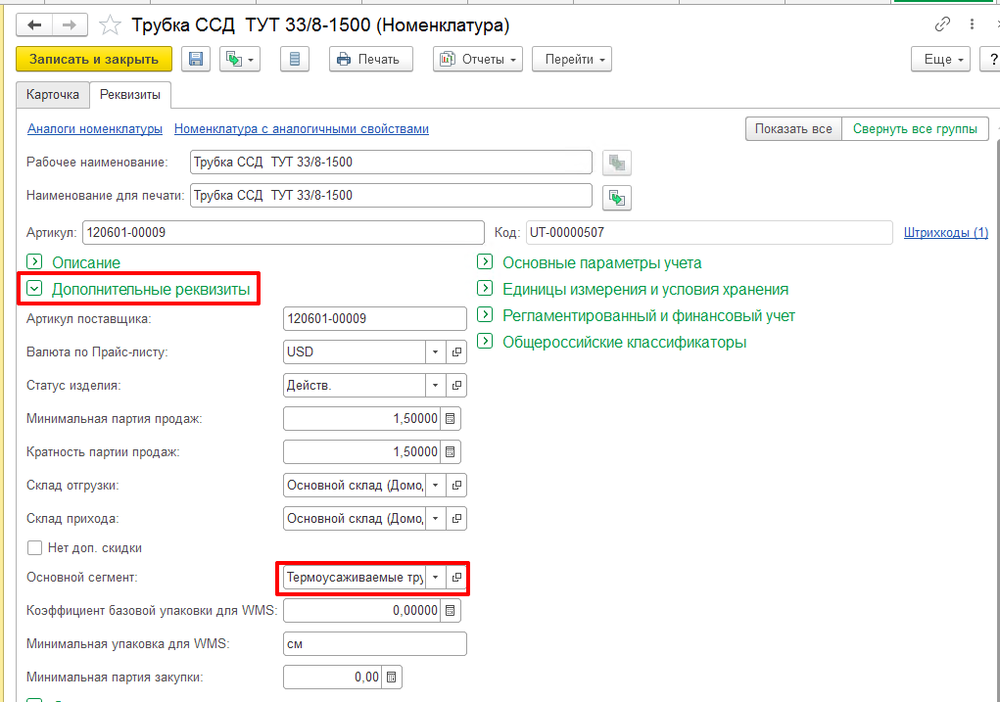 Трубка ССД  ТУТ 33/8-1500 (Номенклатура)
Записать и закрыть Печать Отчеты Перейти Еще ?
Карточка Реквизиты
Аналоги номенклатуры Номенклатура с аналогичными свойствами Показать все Свернуть все группы
Рабочее наименование: Трубка ССД  ТУТ 33/8-1500
Наименование для печати: Трубка ССД  ТУТ 33/8-1500
Артикул: 120601-00009 Код: UT-00000507 Штрихкоды (1)
Описание Основные параметры учета
Дополнительные реквизиты Единицы измерения и условия хранения
Артикул поставщика: 120601-00009 Регламентированный и финансовый учет
Общероссийские классификаторы
Валюта по Прайс-листу: USD
Статус изделия: Действ.
Минимальная партия продаж: 1,50000
Кратность партии продаж: 1,50000
Склад отгрузки: Основной склад (Домо
Склад прихода: Основной склад (Домо
Нет доп. скидки
Основной сегмент: Термоусаживаемые тру
Коэффициент базовой упаковки для WMS: 0,00000
Минимальная упаковка для WMS: см
Минимальная партия закупки: 0,00